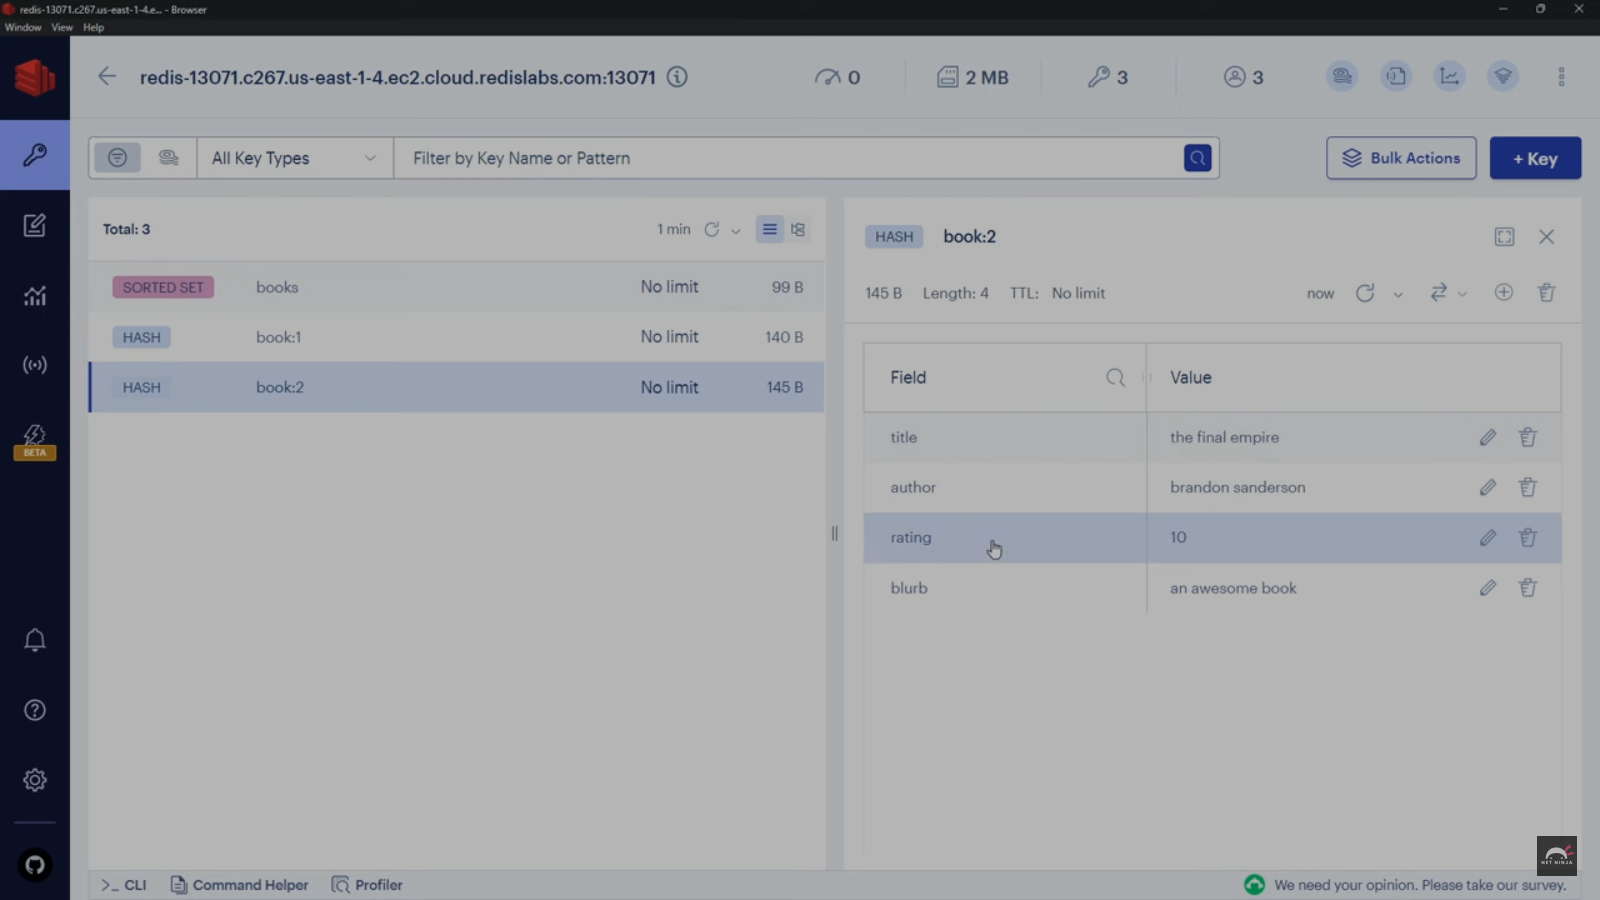 redis-13071.c267.us-east-1-4.e... - Browser
Window View Help
redis-13071.c267.us-east-1-4.ec2.cloud.redislabs.com:13071
0
2 MB
3
3
All Key Types
Filter by Key Name or Pattern
Bulk Actions
+ Key
Total: 3
1 min
SORTED SET books No limit 99 B
HASH book:1 No limit 140 B
HASH book:2 No limit 145 B
BETA
HASH book:2
145 B Length: 4 TTL: No limit now
Field Value
title the final empire
author brandon sanderson
rating 10
blurb an awesome book
NET NINJA
>_ CLI Command Helper Profiler
We need your opinion. Please take our survey.